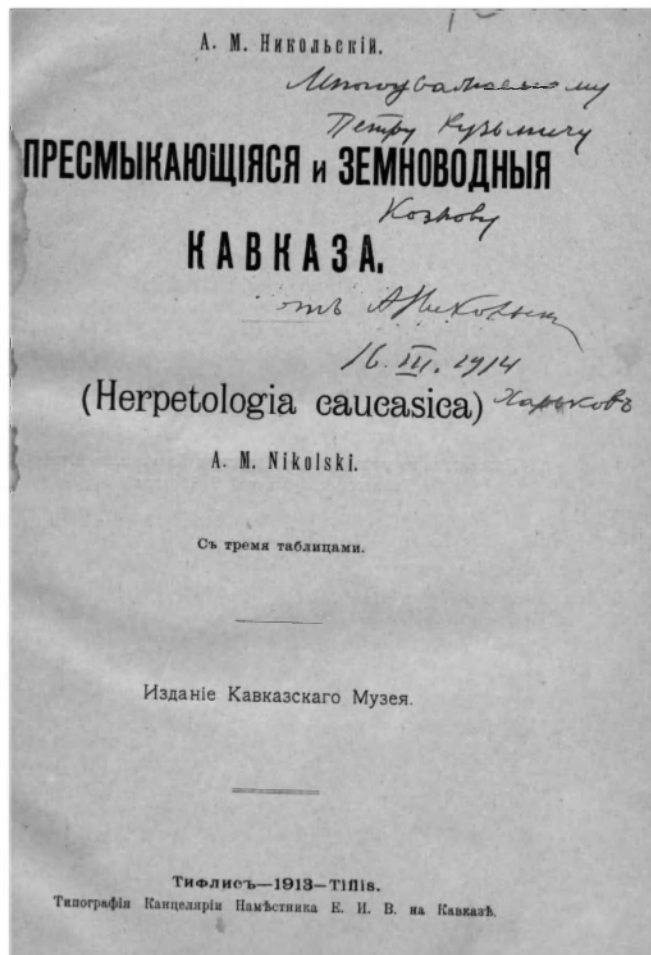 А. М. Никольскій.
Многоуважаемому
Петру Кузьмичу
ПРЕСМЫКАЮЩІЯСЯ и ЗЕМНОВОДНЫЯ
Козлову
КАВКАЗА.
отъ А Никольск
16. III. 1914
(Herpetologia caucasica)
Харьковъ
A. M. Nikolski.
Съ тремя таблицами.
Изданіе Кавказскаго Музея.
Тифлисъ—1913—Tiflis.
Типографія Канцеляріи Намѣстника Е. И. В. на Кавказѣ.